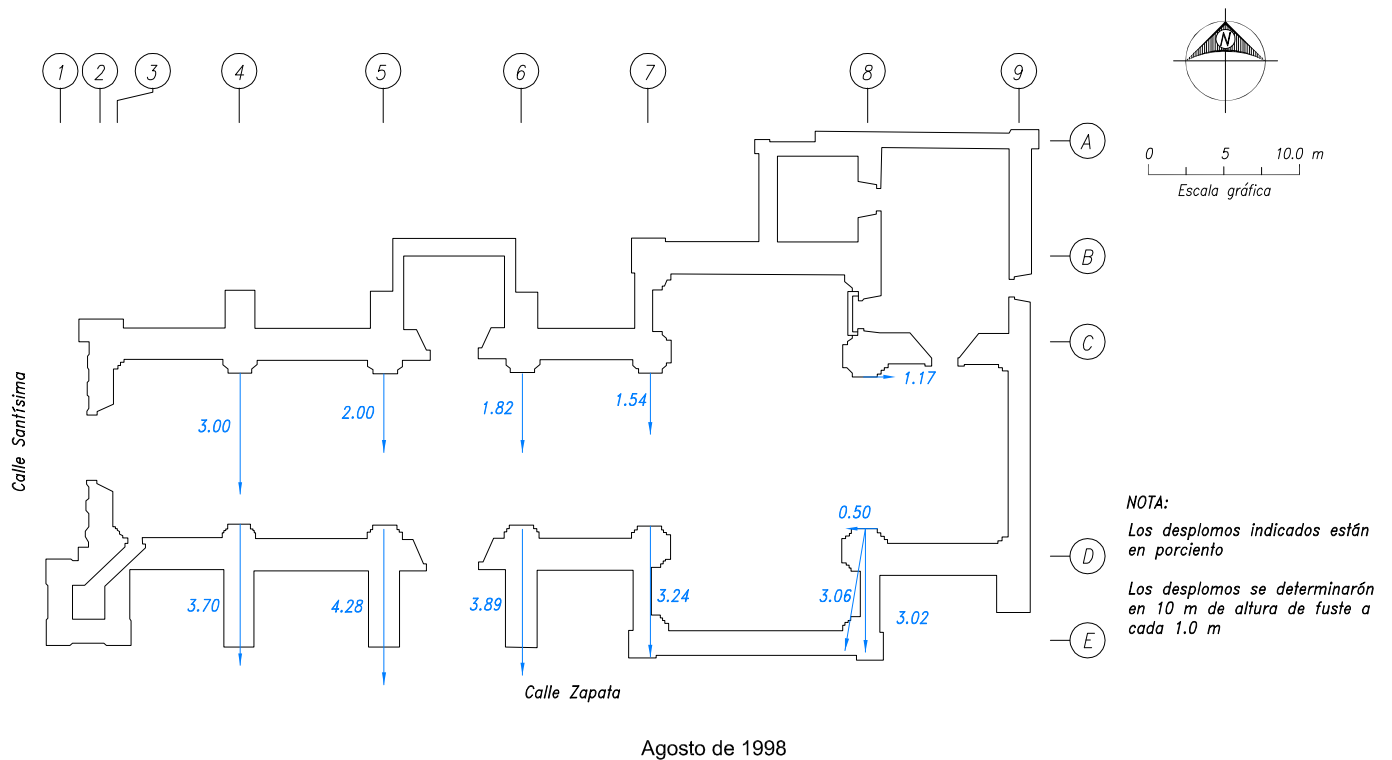 1 2 3 4 5 6 7 8 9
N
A
0 5 10.0 m
Escala gráfica
B
C
Calle Santísima
3.00
2.00
1.82
1.54
1.17
NOTA:
Los desplomos indicados están
en porciento
Los desplomos se determinarón
en 10 m de altura de fuste a
cada 1.0 m
0.50
D
3.70
4.28
3.89
3.24
3.06
3.02
E
Calle Zapata
Agosto de 1998